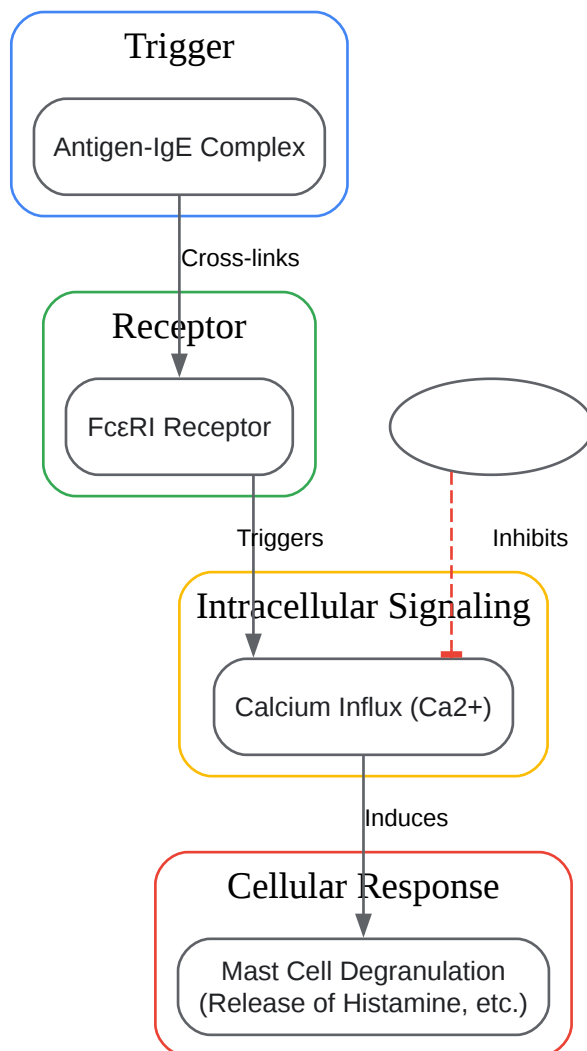 Trigger
Antigen-IgE Complex
Cross-links
Receptor
FcεRI Receptor
Triggers
Inhibits
Intracellular Signaling
Calcium Influx (Ca2+)
Induces
Cellular Response
Mast Cell Degranulation
(Release of Histamine, etc.)